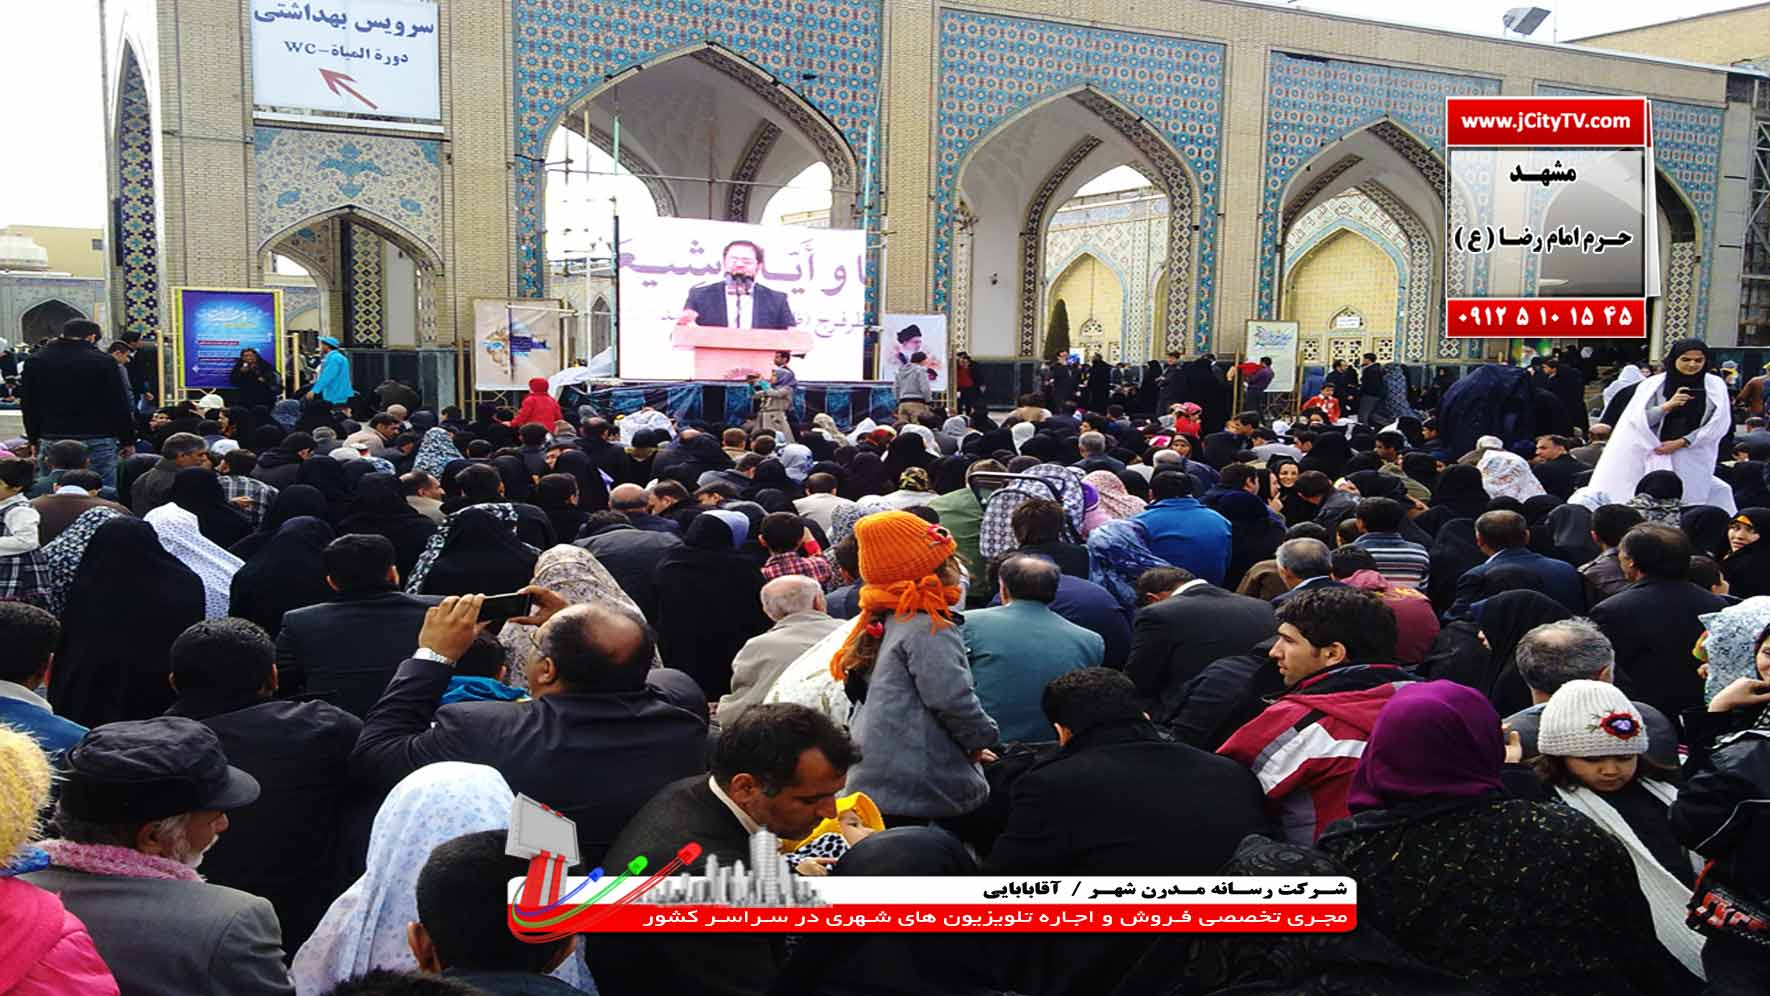 سرویس بهداشتی
دورة المیاة-WC
www.jCityTV.com
مشهد
حرم امام رضا (ع)
۰۹۱۲ ۵ ۱۰ ۱۵ ۴۵
ا و أَیَـ شیعـ
شرکت رسانه مدرن شهر / آقابابایی
مجری تخصصی فروش و اجاره تلویزیون های شهری در سراسر کشور